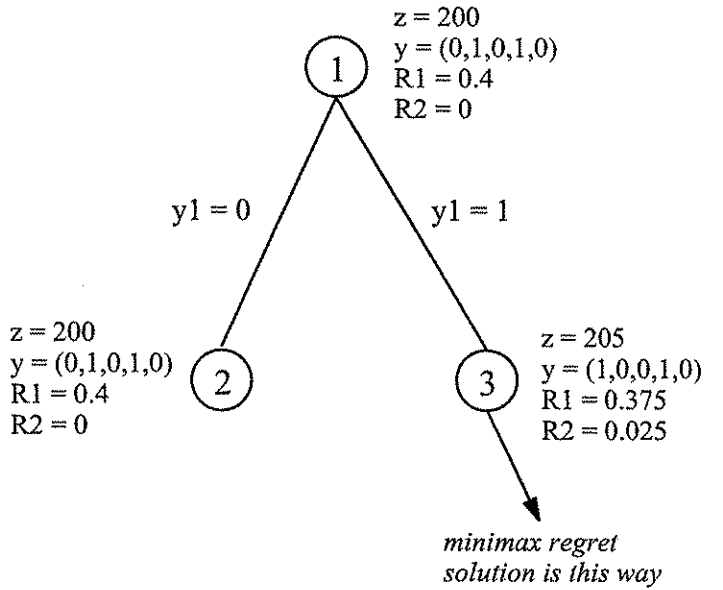 z = 200
y = (0,1,0,1,0)
R1 = 0.4
R2 = 0
1
y1 = 0
y1 = 1
z = 200
y = (0,1,0,1,0)
R1 = 0.4
R2 = 0
2
3
z = 205
y = (1,0,0,1,0)
R1 = 0.375
R2 = 0.025
minimax regret
solution is this way